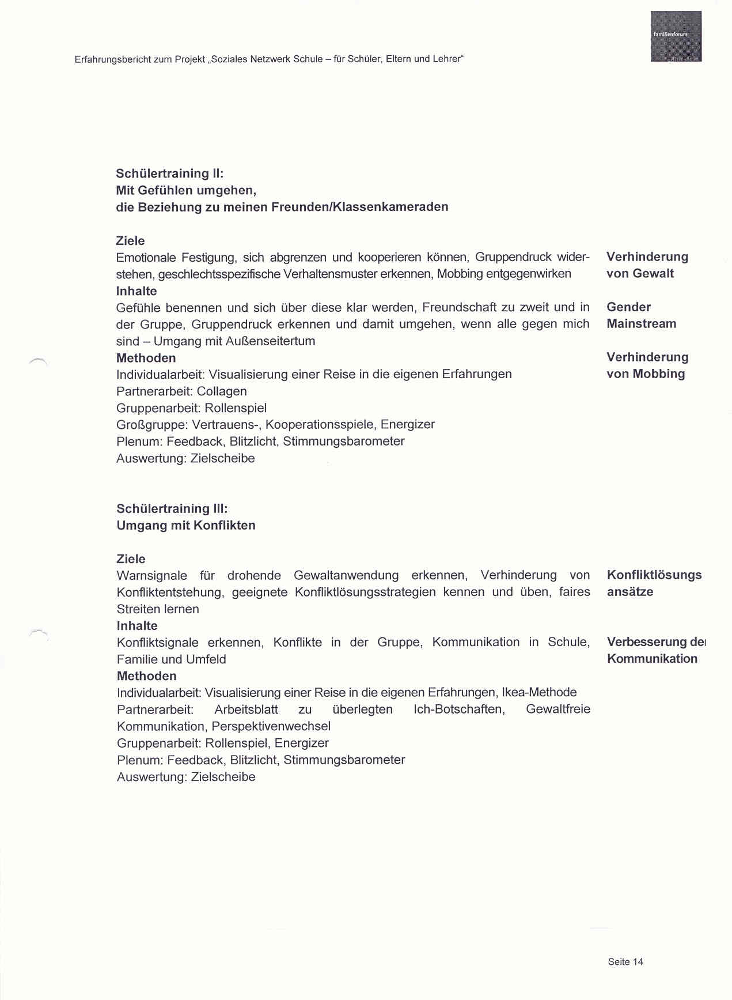 familienforum
Erfahrungsbericht zum Projekt „Soziales Netzwerk Schule – für Schüler, Eltern und Lehrer“
Schülertraining II:
Mit Gefühlen umgehen,
die Beziehung zu meinen Freunden/Klassenkameraden
Ziele
Emotionale Festigung, sich abgrenzen und kooperieren können, Gruppendruck wider- Verhinderung
stehen, geschlechtsspezifische Verhaltensmuster erkennen, Mobbing entgegenwirken von Gewalt
Inhalte
Gefühle benennen und sich über diese klar werden, Freundschaft zu zweit und in Gender
der Gruppe, Gruppendruck erkennen und damit umgehen, wenn alle gegen mich Mainstream
sind – Umgang mit Außenseitertum
Methoden Verhinderung
Individualarbeit: Visualisierung einer Reise in die eigenen Erfahrungen von Mobbing
Partnerarbeit: Collagen
Gruppenarbeit: Rollenspiel
Großgruppe: Vertrauens-, Kooperationsspiele, Energizer
Plenum: Feedback, Blitzlicht, Stimmungsbarometer
Auswertung: Zielscheibe
Schülertraining III:
Umgang mit Konflikten
Ziele
Warnsignale für drohende Gewaltanwendung erkennen, Verhinderung von Konfliktlösungs
Konfliktentstehung, geeignete Konfliktlösungsstrategien kennen und üben, faires ansätze
Streiten lernen
Inhalte
Konfliktsignale erkennen, Konflikte in der Gruppe, Kommunikation in Schule, Verbesserung der
Familie und Umfeld Kommunikation
Methoden
Individualarbeit: Visualisierung einer Reise in die eigenen Erfahrungen, Ikea-Methode
Partnerarbeit: Arbeitsblatt zu überlegten Ich-Botschaften, Gewaltfreie
Kommunikation, Perspektivenwechsel
Gruppenarbeit: Rollenspiel, Energizer
Plenum: Feedback, Blitzlicht, Stimmungsbarometer
Auswertung: Zielscheibe
Seite 14